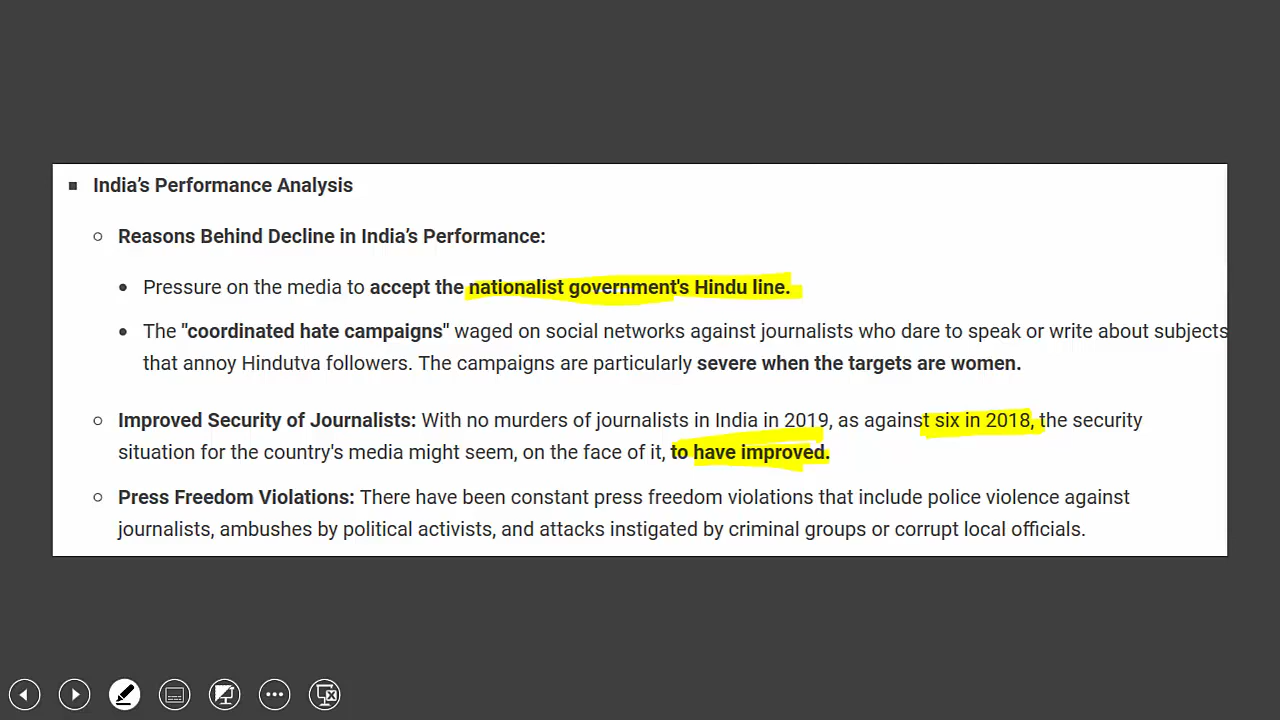 India’s Performance Analysis
Reasons Behind Decline in India’s Performance:
Pressure on the media to accept the nationalist government's Hindu line.
The "coordinated hate campaigns" waged on social networks against journalists who dare to speak or write about subjects
that annoy Hindutva followers. The campaigns are particularly severe when the targets are women.
Improved Security of Journalists: With no murders of journalists in India in 2019, as against six in 2018, the security
situation for the country's media might seem, on the face of it, to have improved.
Press Freedom Violations: There have been constant press freedom violations that include police violence against
journalists, ambushes by political activists, and attacks instigated by criminal groups or corrupt local officials.